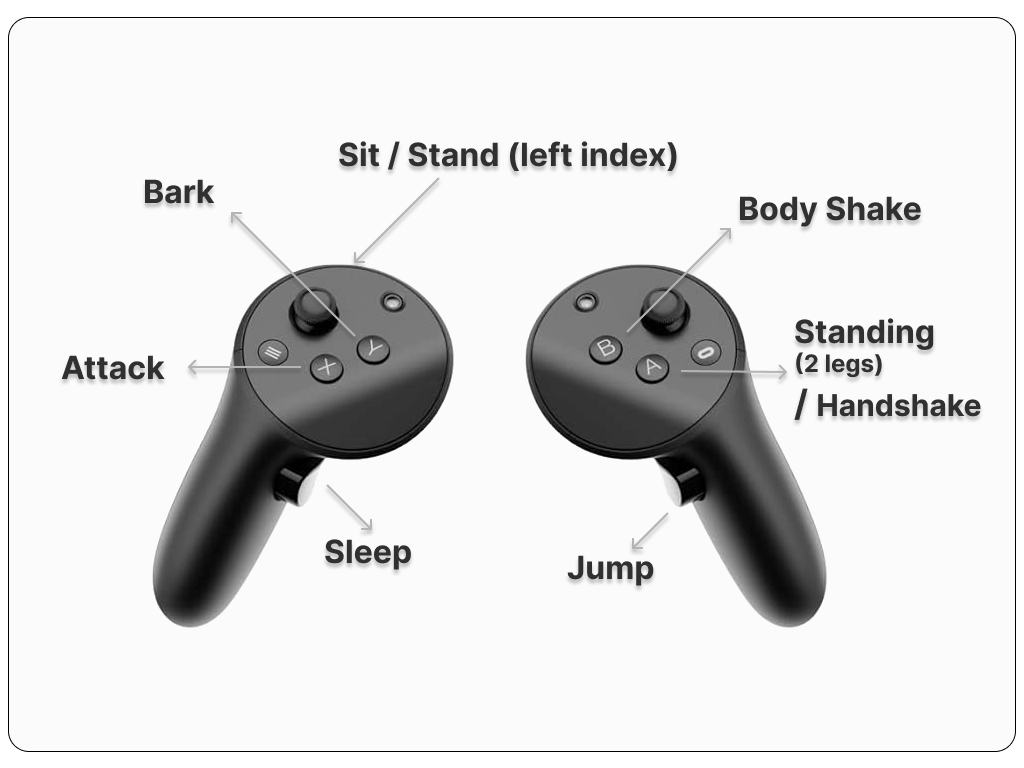 Sit / Stand (left index)
Bark
Body Shake
Standing
(2 legs)
/ Handshake
Attack
Y
X
B
A
Sleep
Jump